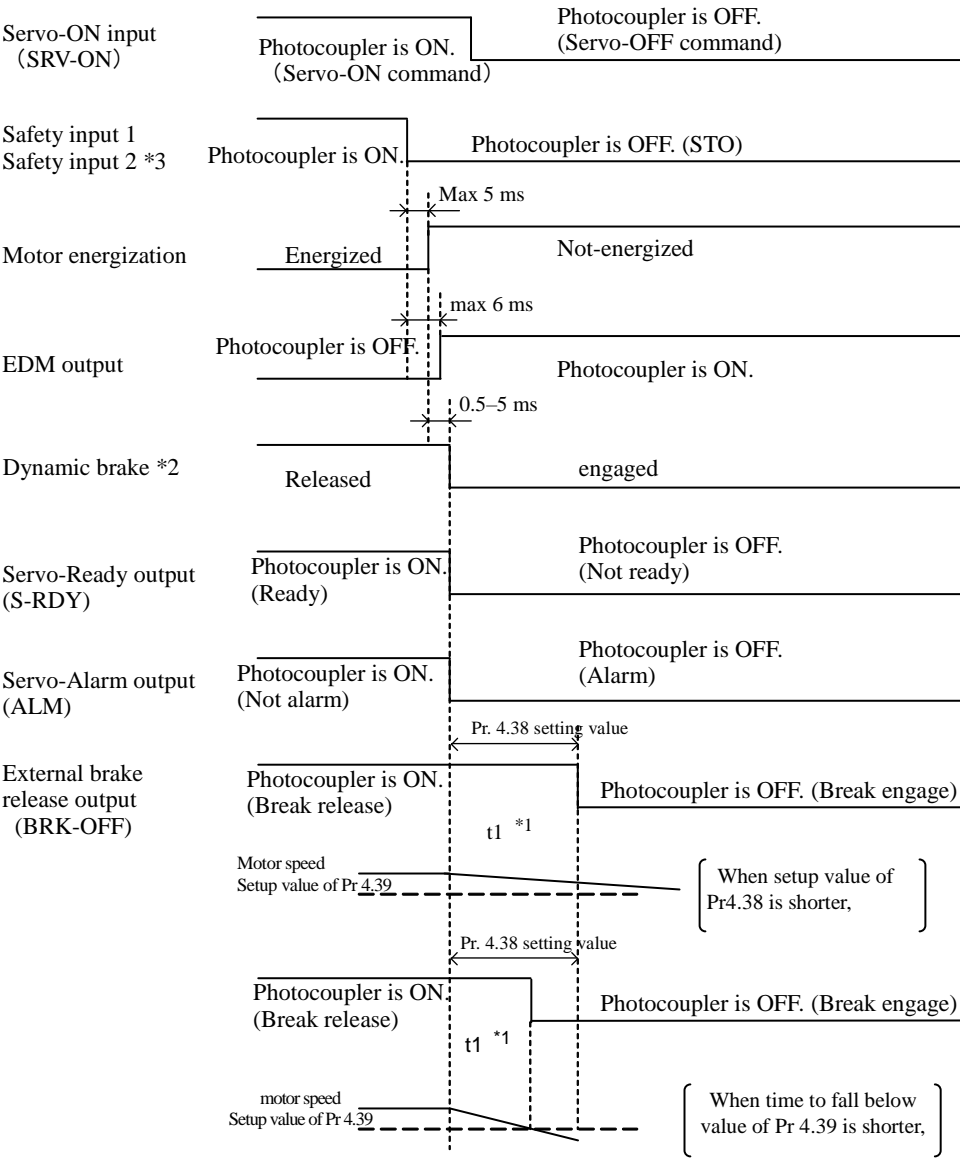 Servo-ON input
（SRV-ON）
Photocoupler is ON.
（Servo-ON command）
Photocoupler is OFF.
(Servo-OFF command)
Safety input 1
Safety input 2 *3
Photocoupler is ON.
Photocoupler is OFF. (STO)
Max 5 ms
Motor energization
Energized
Not-energized
max 6 ms
EDM output
Photocoupler is OFF.
Photocoupler is ON.
0.5–5 ms
Dynamic brake *2
Released
engaged
Servo-Ready output
(S-RDY)
Photocoupler is ON.
(Ready)
Photocoupler is OFF.
(Not ready)
Servo-Alarm output
(ALM)
Photocoupler is ON.
(Not alarm)
Photocoupler is OFF.
(Alarm)
Pr. 4.38 setting value
External brake
release output
(BRK-OFF)
Photocoupler is ON.
(Break release)
Photocoupler is OFF. (Break engage)
t1 *1
Motor speed
Setup value of Pr 4.39
When setup value of
Pr4.38 is shorter,
Pr. 4.38 setting value
Photocoupler is ON.
(Break release)
Photocoupler is OFF. (Break engage)
t1 *1
motor speed
Setup value of Pr 4.39
When time to fall below
value of Pr 4.39 is shorter,